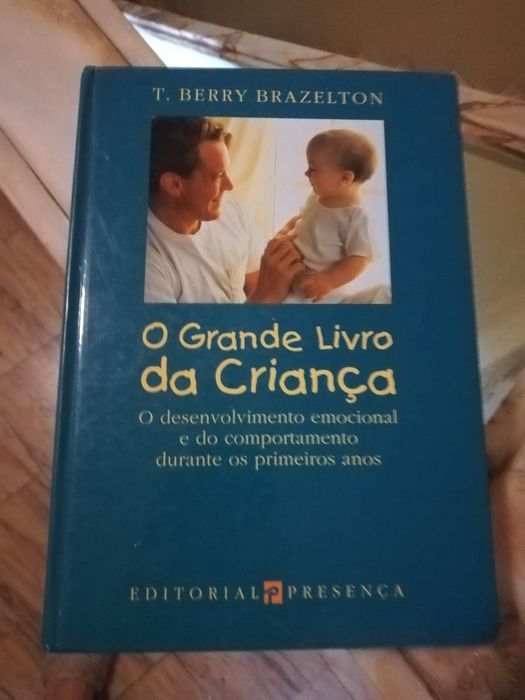 T. BERRY BRAZELTON
O Grande Livro
da Criança
O desenvolvimento emocional
e do comportamento
durante os primeiros anos
EDITORIAL P PRESENÇA